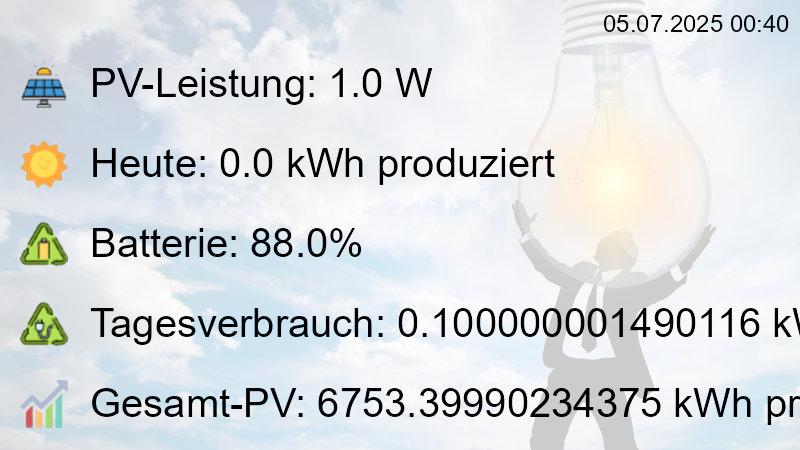 05.07.2025 00:40
PV-Leistung: 1.0 W
Heute: 0.0 kWh produziert
Batterie: 88.0%
Tagesverbrauch: 0.100000001490116 k
Gesamt-PV: 6753.39990234375 kWh pr